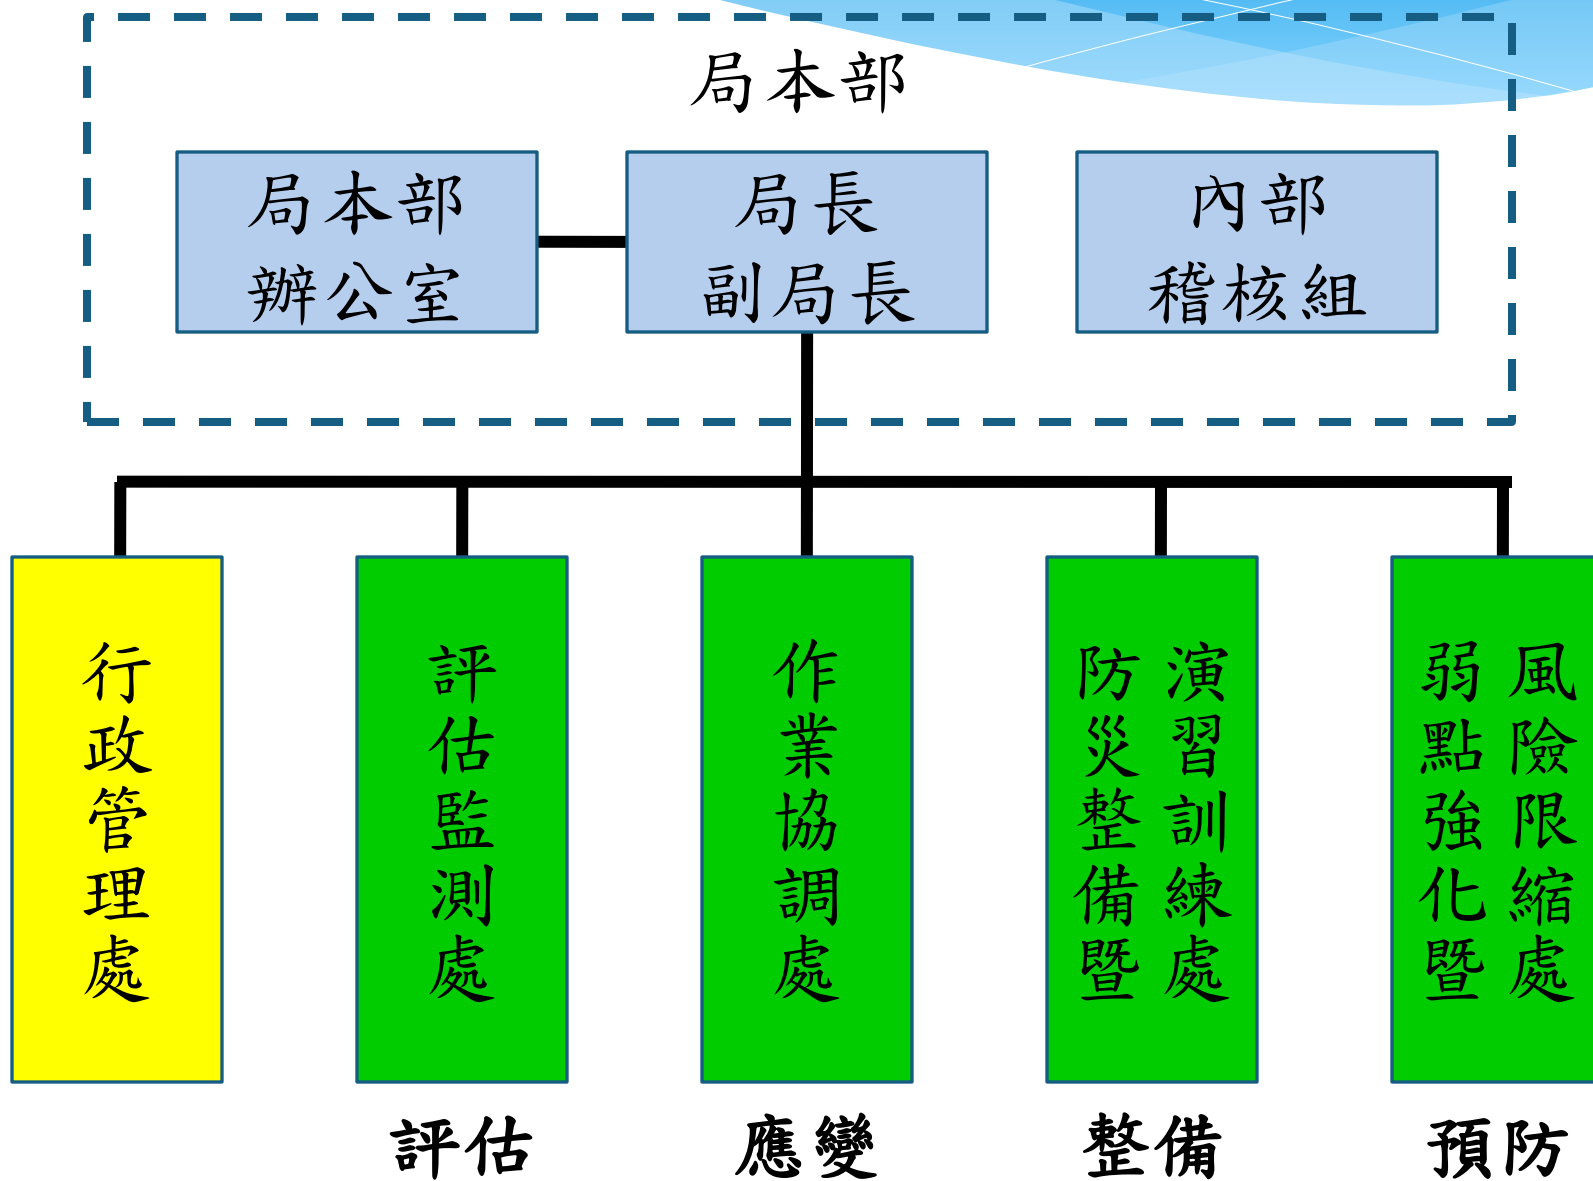 局本部
局本部
辦公室
局長
副局長
內部
稽核組
行政管理處
評估監測處
作業協調處
防災整備暨
演習訓練處
弱點強化暨
風險限縮處
評估
應變
整備
預防